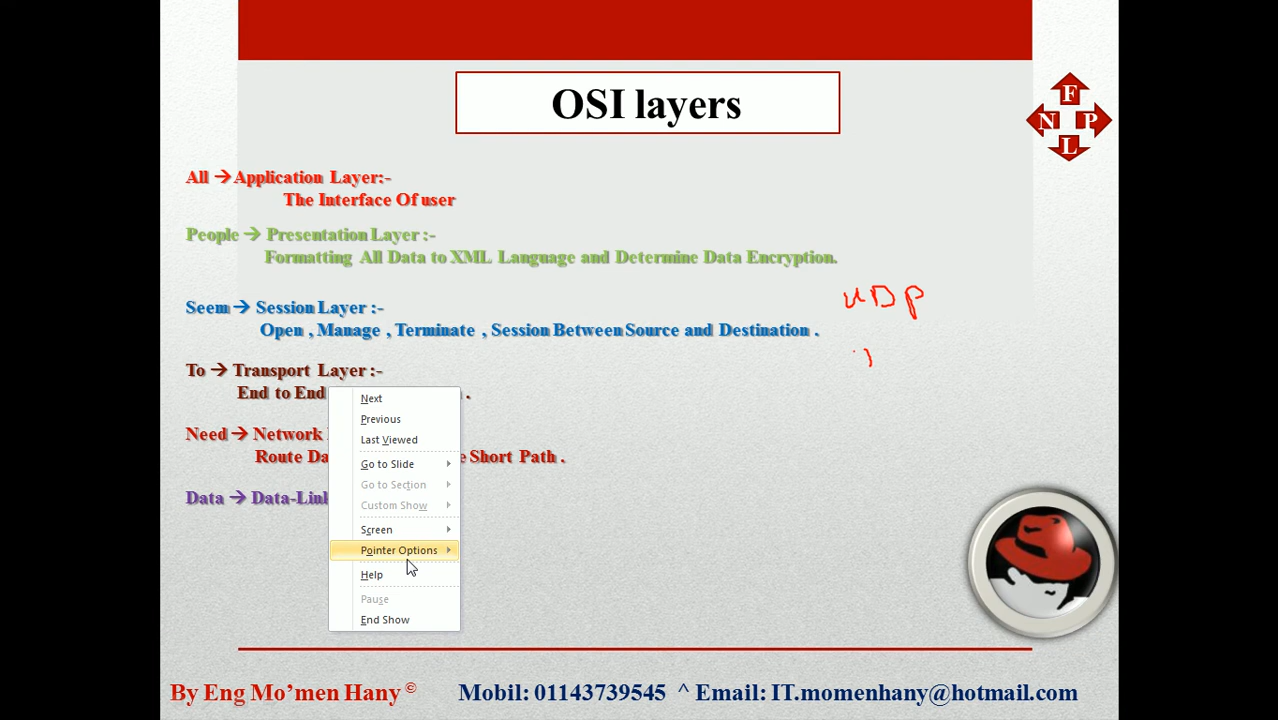 OSI layers
F
N P
L
All → Application Layer:-
The Interface Of user
People → Presentation Layer :-
Formatting All Data to XML Language and Determine Data Encryption.
UDP
Seem → Session Layer :-
Open , Manage , Terminate , Session Between Source and Destination .
To → Transport Layer :-
End to End .
Need → Network
Route Short Path .
Data → Data-Link
Next
Previous
Last Viewed
Go to Slide
Go to Section
Custom Show
Screen
Pointer Options
Help
Pause
End Show
By Eng Mo’men Hany © Mobil: 01143739545 ^ Email: IT.momenhany@hotmail.com